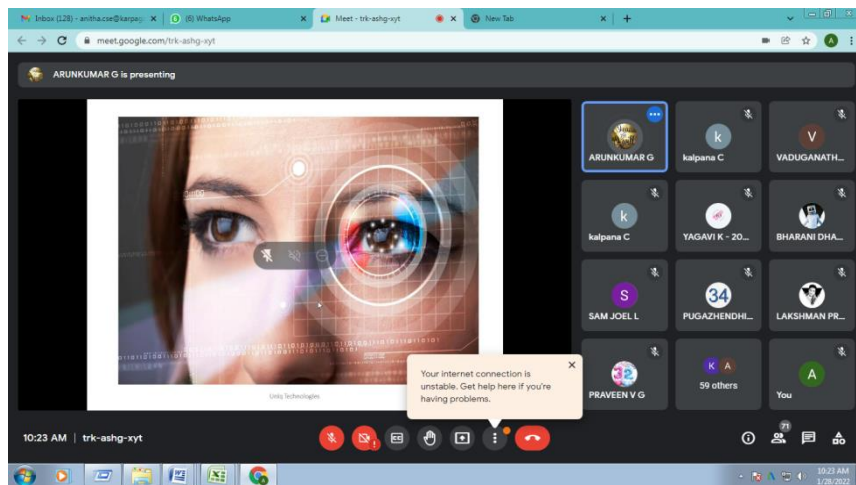 Inbox (128) - anitha.cse@karpag
(6) WhatsApp
Meet - trk-ashg-xyt
New Tab
meet.google.com/trk-ashg-xyt
A
ARUNKUMAR G is presenting
ARUNKUMAR G
k
kalpana C
V
VADUGANATH...
k
kalpana C
YAGAVI K - 20...
BHARANI DHA...
S
SAM JOEL L
34
PUGAZHENDHI...
LAKSHMAN PR...
32
PRAVEEN V G
K A
59 others
A
You
Your internet connection is
unstable. Get help here if you're
having problems.
Uniq Technologies
10:23 AM | trk-ashg-xyt
CC
71
10:23 AM
1/28/2022